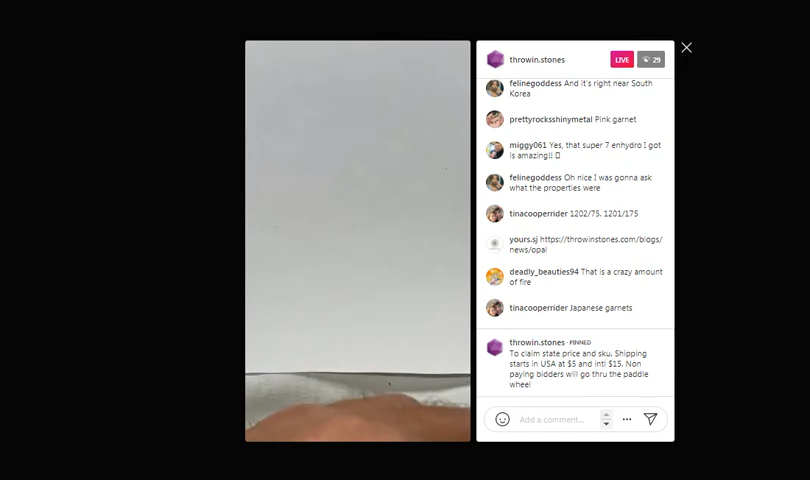 throwin.stones LIVE 29
felinegoddess And it's right near South
Korea
prettyrocksshinymetal Pink garnet
miggy061 Yes, that super 7 enhydro I got
is amazing!!
felinegoddess Oh nice I was gonna ask
what the properties were
tinacooperrider 1202/75. 1201/175
yours.sj https://throwinstones.com/blogs/
news/opal
deadly_beauties94 That is a crazy amount
of fire
tinacooperrider Japanese garnets
throwin.stones · PINNED
To claim state price and sku. Shipping
starts in USA at $5 and intl $15. Non
paying bidders will go thru the paddle
wheel
Add a comment...